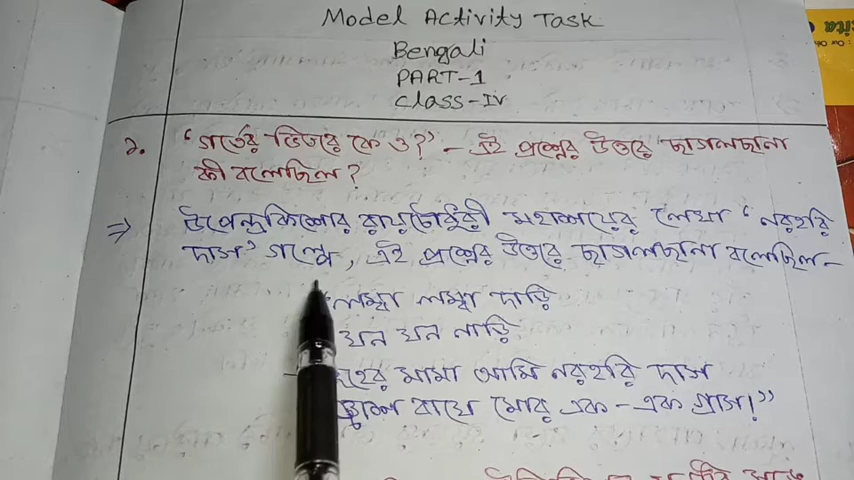 Model Activity Task
Bengali
PART-1
Class-IV
১. 'গর্তের ভিতরে কে ও?' - এই প্রশ্নের উত্তরে ছাগলছানা
কী বলেছিল?
⇒ উপেন্দ্রকিশোর রায়চৌধুরী মহাশয়ের লেখা 'নরহরি
দাস' গল্পে, এই প্রশ্নের উত্তরে ছাগলছানা বলেছিল-
লম্বা লম্বা দাড়ি
ঘন ঘন নাড়ি
মামা আমি নরহরি দাস
বাঘে মোর এক-এক গ্রাস।"